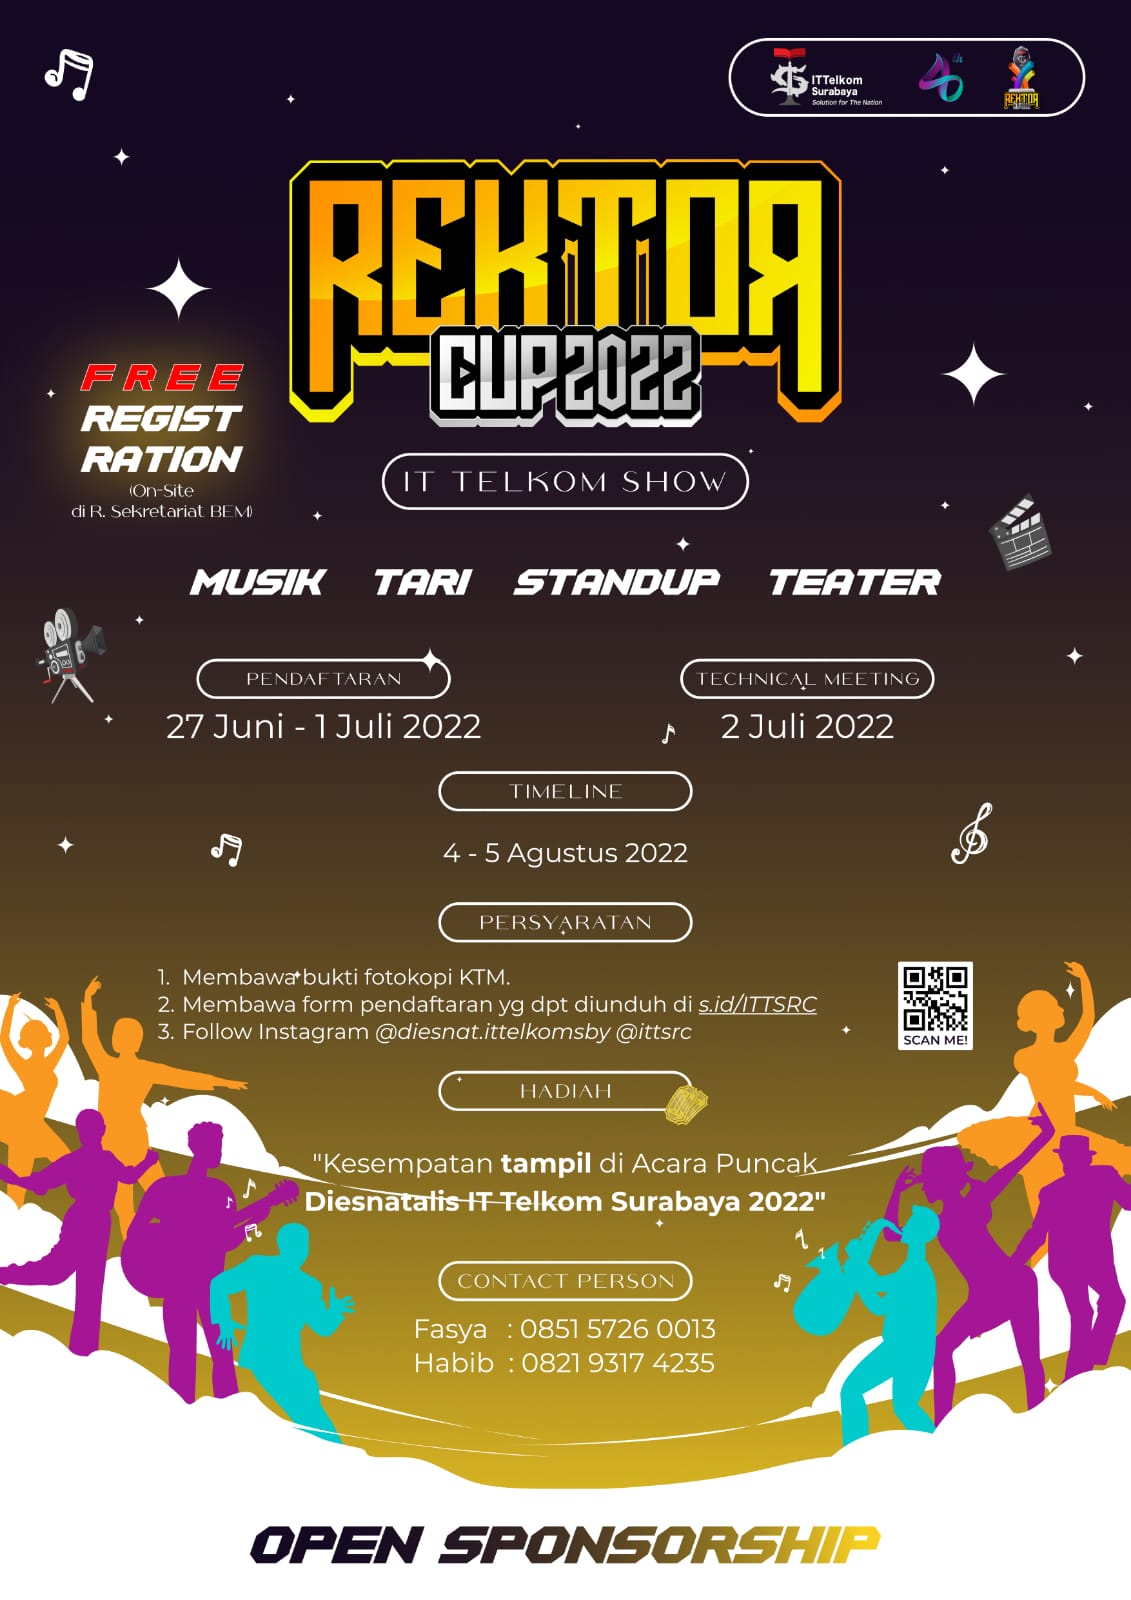 ITTelkom
Surabaya
Solution for The Nation
40th
REKTOR
REKTOR
CUP 2022
FREE
REGIST
RATION
(On-Site
di R. Sekretariat BEM)
IT TELKOM SHOW
MUSIK TARI STANDUP TEATER
PENDAFTARAN
27 Juni - 1 Juli 2022
TECHNICAL MEETING
2 Juli 2022
TIMELINE
4 - 5 Agustus 2022
PERSYARATAN
1. Membawa bukti fotokopi KTM.
2. Membawa form pendaftaran yg dpt diunduh di s.id/ITTSRC
3. Follow Instagram @diesnat.ittelkomsby @ittsrc
SCAN ME!
HADIAH
"Kesempatan tampil di Acara Puncak
Diesnatalis IT Telkom Surabaya 2022"
CONTACT PERSON
Fasya : 0851 5726 0013
Habib : 0821 9317 4235
OPEN SPONSORSHIP